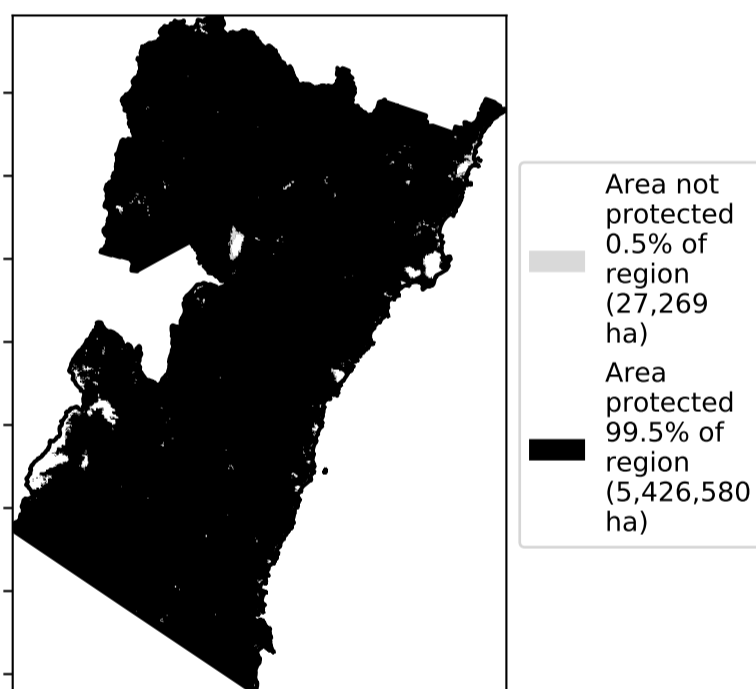 Area not
protected
0.5% of
region
(27,269
ha)
Area
protected
99.5% of
region
(5,426,580
ha)